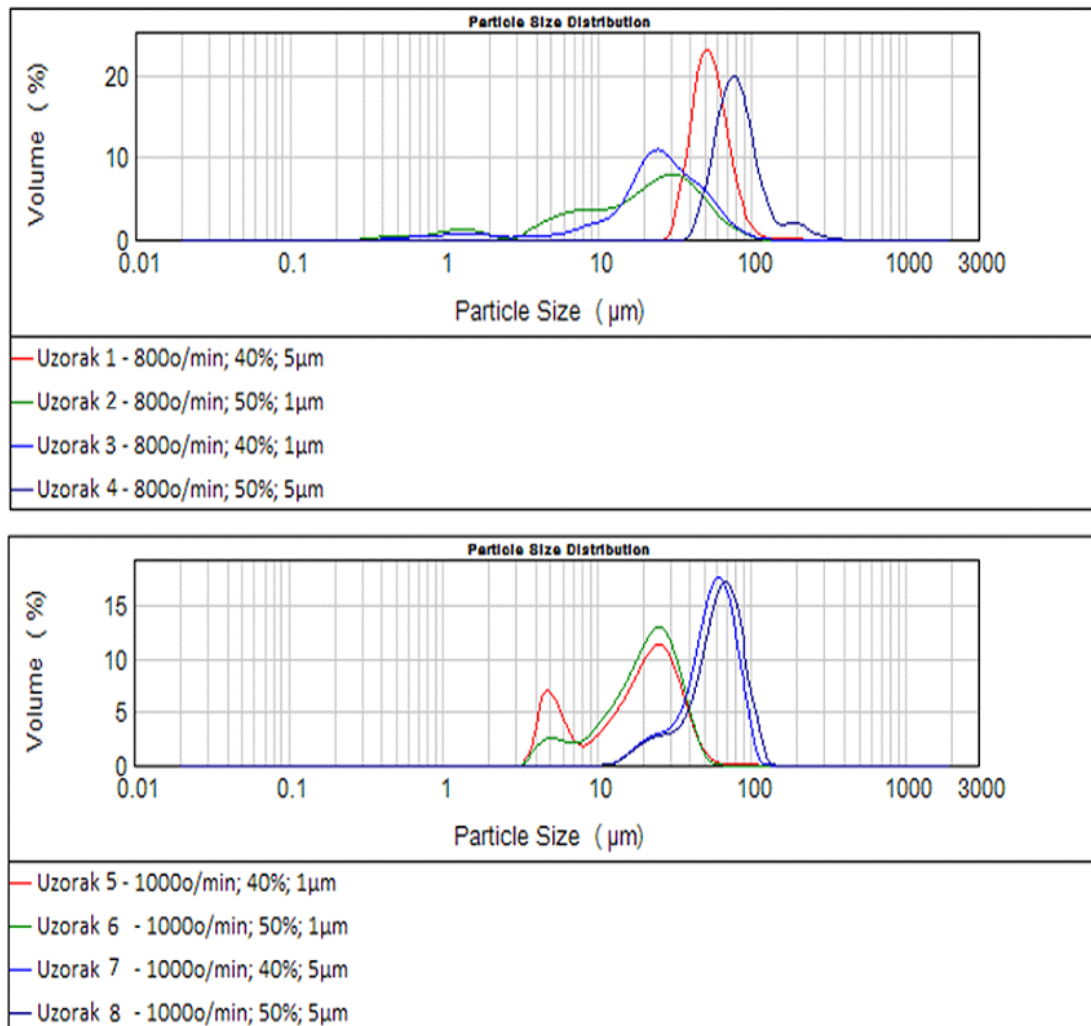 Particle Size Distribution
Volume (%)
20
10
0
0.01 0.1 1 10 100 1000 3000
Particle Size (µm)
Uzorak 1 - 800o/min; 40%; 5µm
Uzorak 2 - 800o/min; 50%; 1µm
Uzorak 3 - 800o/min; 40%; 1µm
Uzorak 4 - 800o/min; 50%; 5µm
Particle Size Distribution
Volume (%)
15
10
5
0
0.01 0.1 1 10 100 1000 3000
Particle Size (µm)
Uzorak 5 - 1000o/min; 40%; 1µm
Uzorak 6 - 1000o/min; 50%; 1µm
Uzorak 7 - 1000o/min; 40%; 5µm
Uzorak 8 - 1000o/min; 50%; 5µm